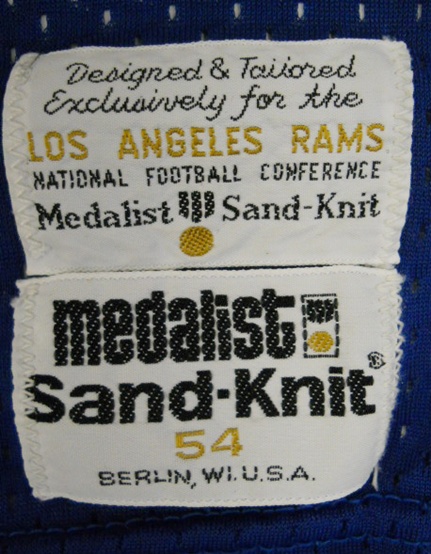 Designed & Tailored
Exclusively for the
LOS ANGELES RAMS
NATIONAL FOOTBALL CONFERENCE
Medalist Sand-Knit
medalist
Sand-Knit®
54
BERLIN, WI. U.S.A.